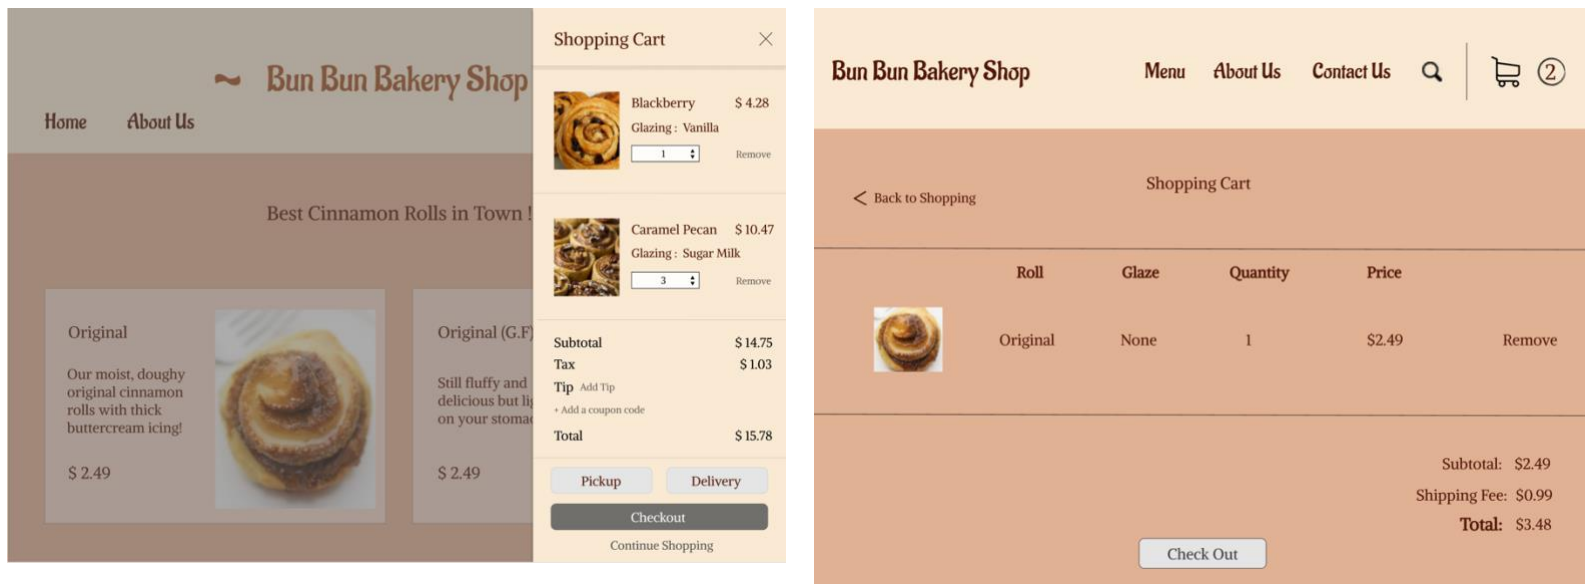 ~ Bun Bun Bakery Shop
Home About Us
Best Cinnamon Rolls in Town !
Original
Our moist, doughy
original cinnamon
rolls with thick
buttercream icing!
$ 2.49
Original (G.F)
Still fluffy and
delicious but li
on your stoma
$ 2.49
Shopping Cart
Blackberry $ 4.28
Glazing : Vanilla
1 Remove
Caramel Pecan $ 10.47
Glazing : Sugar Milk
3 Remove
Subtotal $ 14.75
Tax $ 1.03
Tip Add Tip
+ Add a coupon code
Total $ 15.78
Pickup Delivery
Checkout
Continue Shopping
Bun Bun Bakery Shop Menu About Us Contact Us 2
Shopping Cart
< Back to Shopping
Roll Glaze Quantity Price
Original None 1 $2.49 Remove
Subtotal: $2.49
Shipping Fee: $0.99
Total: $3.48
Check Out